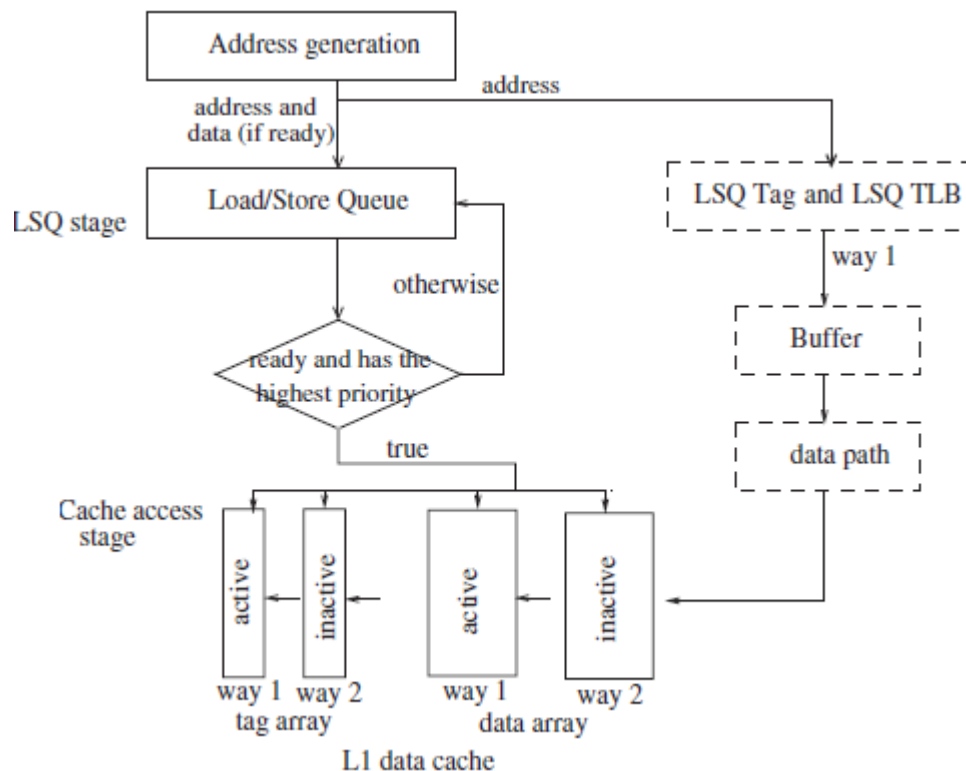 Address generation
address
address and
data (if ready)
Load/Store Queue
LSQ Tag and LSQ TLB
LSQ stage
way 1
otherwise
Buffer
ready and has the
highest priority
true
data path
Cache access
stage
active
inactive
active
inactive
way 1
way 2
way 1
way 2
tag array
data array
L1 data cache